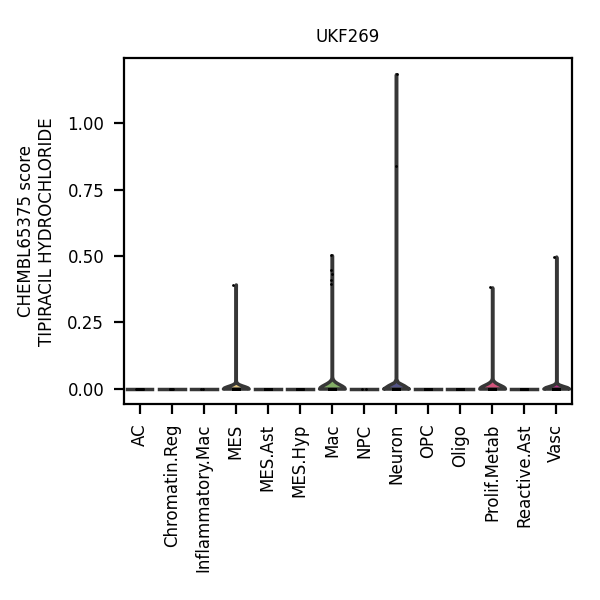 UKF269
CHEMBL65375 score
TIPIRACIL HYDROCHLORIDE
1.00
0.75
0.50
0.25
0.00
AC
Chromatin.Reg
Inflammatory.Mac
MES
MES.Ast
MES.Hyp
Mac
NPC
Neuron
OPC
Oligo
Prolif.Metab
Reactive.Ast
Vasc